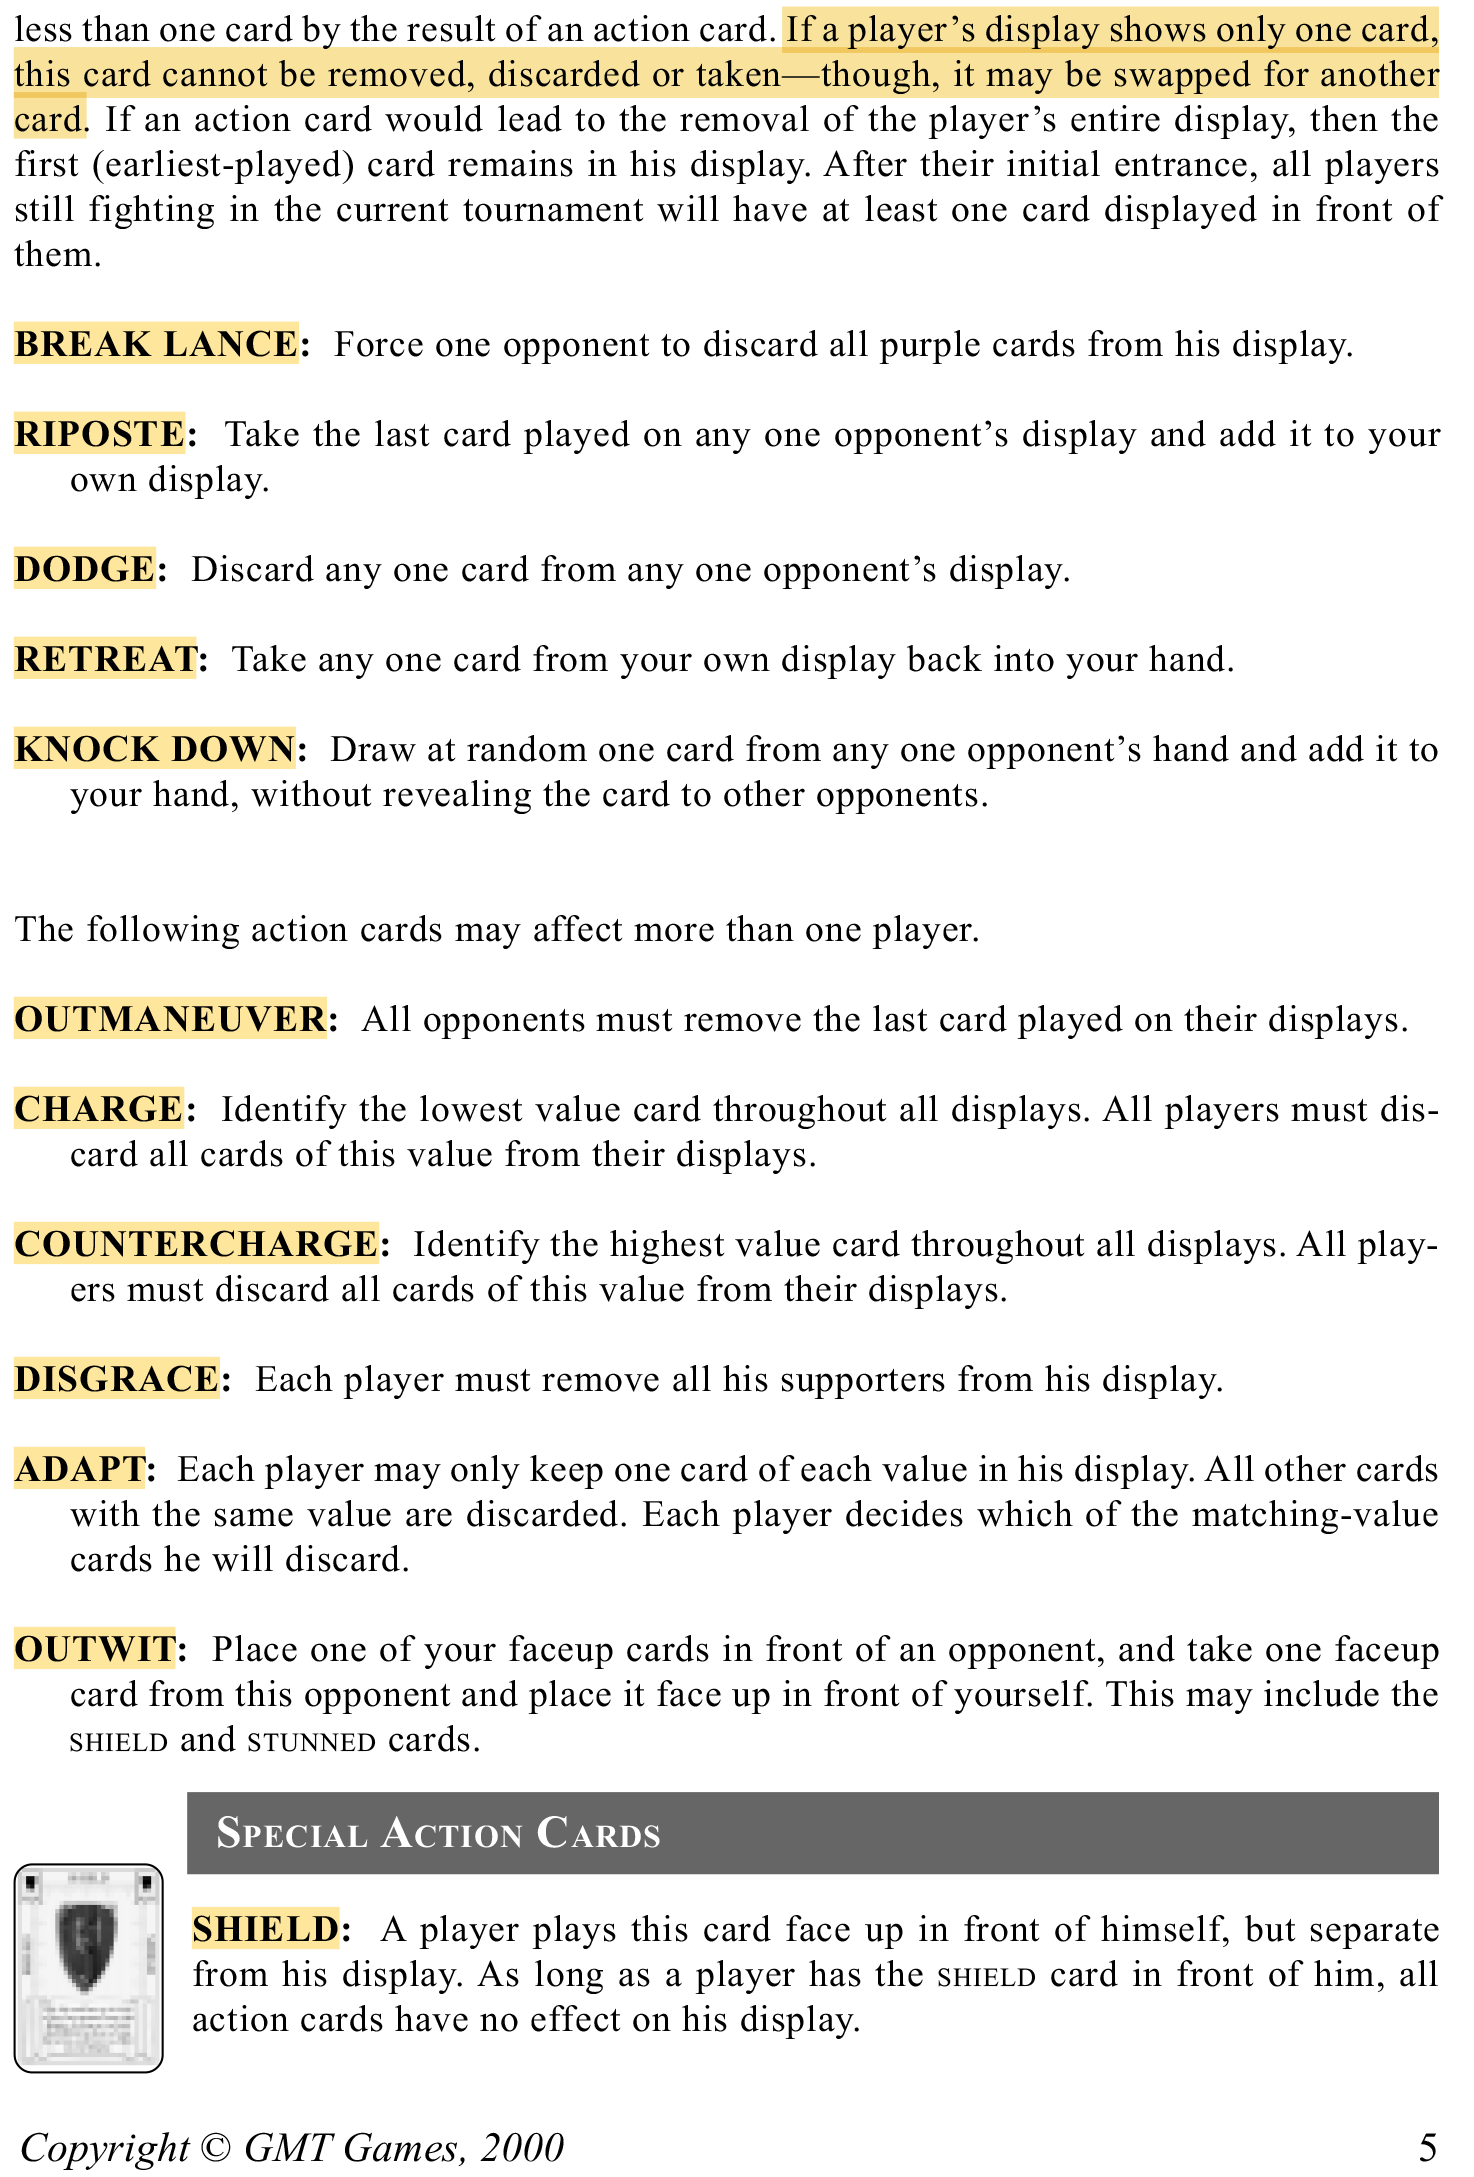 less than one card by the result of an action card. If a player’s display shows only one card,
this card cannot be removed, discarded or taken—though, it may be swapped for another
card. If an action card would lead to the removal of the player’s entire display, then the
first (earliest-played) card remains in his display. After their initial entrance, all players
still fighting in the current tournament will have at least one card displayed in front of
them.
BREAK LANCE: Force one opponent to discard all purple cards from his display.
RIPOSTE: Take the last card played on any one opponent’s display and add it to your
own display.
DODGE: Discard any one card from any one opponent’s display.
RETREAT: Take any one card from your own display back into your hand.
KNOCK DOWN: Draw at random one card from any one opponent’s hand and add it to
your hand, without revealing the card to other opponents.
The following action cards may affect more than one player.
OUTMANEUVER: All opponents must remove the last card played on their displays.
CHARGE: Identify the lowest value card throughout all displays. All players must dis-
card all cards of this value from their displays.
COUNTERCHARGE: Identify the highest value card throughout all displays. All play-
ers must discard all cards of this value from their displays.
DISGRACE: Each player must remove all his supporters from his display.
ADAPT: Each player may only keep one card of each value in his display. All other cards
with the same value are discarded. Each player decides which of the matching-value
cards he will discard.
OUTWIT: Place one of your faceup cards in front of an opponent, and take one faceup
card from this opponent and place it face up in front of yourself. This may include the
SHIELD and STUNNED cards.
SPECIAL ACTION CARDS
SHIELD: A player plays this card face up in front of himself, but separate
from his display. As long as a player has the SHIELD card in front of him, all
action cards have no effect on his display.
Copyright © GMT Games, 2000 5